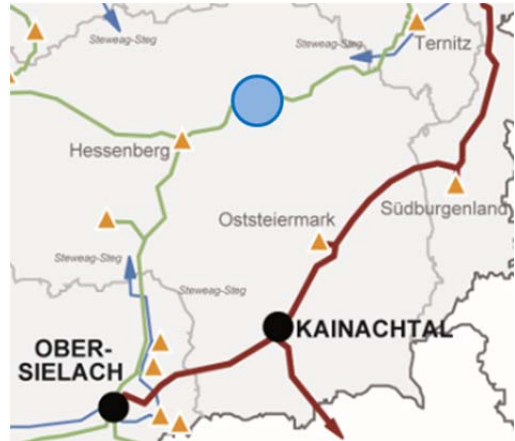 Steweag-Steg
Steweag-Steg
Ternitz
Hessenberg
Südburgenland
Oststeiermark
Steweag-Steg
Steweag-Steg
KAINACHTAL
OBER-
SIELACH